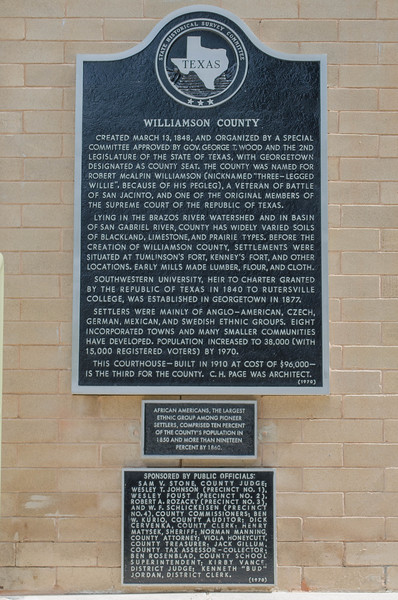 STATE HISTORICAL SURVEY COMMITTEE
TEXAS
WILLIAMSON COUNTY
CREATED MARCH 13, 1848, AND ORGANIZED BY A SPECIAL
COMMITTEE APPROVED BY GOV. GEORGE T. WOOD AND THE 2ND
LEGISLATURE OF THE STATE OF TEXAS, WITH GEORGETOWN
DESIGNATED AS COUNTY SEAT. THE COUNTY WAS NAMED FOR
ROBERT McALPIN WILLIAMSON (NICKNAMED "THREE-LEGGED
WILLIE", BECAUSE OF HIS PEGLEG), A VETERAN OF BATTLE
OF SAN JACINTO, AND ONE OF THE ORIGINAL MEMBERS OF
THE SUPREME COURT OF THE REPUBLIC OF TEXAS.
LYING IN THE BRAZOS RIVER WATERSHED AND IN BASIN
OF SAN GABRIEL RIVER, COUNTY HAS WIDELY VARIED SOILS
OF BLACKLAND, LIMESTONE, AND PRAIRIE TYPES. BEFORE THE
CREATION OF WILLIAMSON COUNTY, SETTLEMENTS WERE
SITUATED AT TUMLINSON'S FORT, KENNEY'S FORT, AND OTHER
LOCATIONS. EARLY MILLS MADE LUMBER, FLOUR, AND CLOTH.
SOUTHWESTERN UNIVERSITY, HEIR TO CHARTER GRANTED
BY THE REPUBLIC OF TEXAS IN 1840 TO RUTERSVILLE
COLLEGE, WAS ESTABLISHED IN GEORGETOWN IN 1877.
SETTLERS WERE MAINLY OF ANGLO-AMERICAN, CZECH,
GERMAN, MEXICAN, AND SWEDISH ETHNIC GROUPS. EIGHT
INCORPORATED TOWNS AND MANY SMALLER COMMUNITIES
HAVE DEVELOPED. POPULATION INCREASED TO 38,000 (WITH
15,000 REGISTERED VOTERS) BY 1970.
THIS COURTHOUSE—BUILT IN 1910 AT COST OF $96,000—
IS THE THIRD FOR THE COUNTY. C. H. PAGE WAS ARCHITECT.
(1970)
AFRICAN AMERICANS, THE LARGEST
ETHNIC GROUP AMONG PIONEER
SETTLERS, COMPRISED TEN PERCENT
OF THE COUNTY'S POPULATION IN
1850 AND MORE THAN NINETEEN
PERCENT BY 1860.
SPONSORED BY PUBLIC OFFICIALS:
SAM V. STONE, COUNTY JUDGE;
WESLEY T. JOHNSON (PRECINCT NO. 1),
WESLEY FOUST (PRECINCT NO. 2),
ROBERT A. ROZACKY (PRECINCT NO. 3),
AND W. F. SCHLICKEISEN (PRECINCT
NO. 4), COUNTY COMMISSIONERS; BEN
W. KURIO, COUNTY AUDITOR; DICK
CERVENKA, COUNTY CLERK; HENRY
MATYSEK, SHERIFF; NORMAN MANNING,
COUNTY ATTORNEY; VIOLA HONEYCUTT,
COUNTY TREASURER; JACK GILLUM,
COUNTY TAX ASSESSOR-COLLECTOR;
BEN ROSENBLAD, COUNTY SCHOOL
SUPERINTENDENT; KIRBY VANCE,
DISTRICT JUDGE; KENNETH "BUD"
JORDAN, DISTRICT CLERK.
(1970)